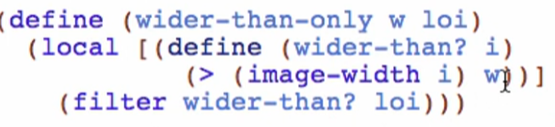 (define (wider-than-only w loi)
(local [(define (wider-than? i)
(> (image-width i) w))]
(filter wider-than? loi)))